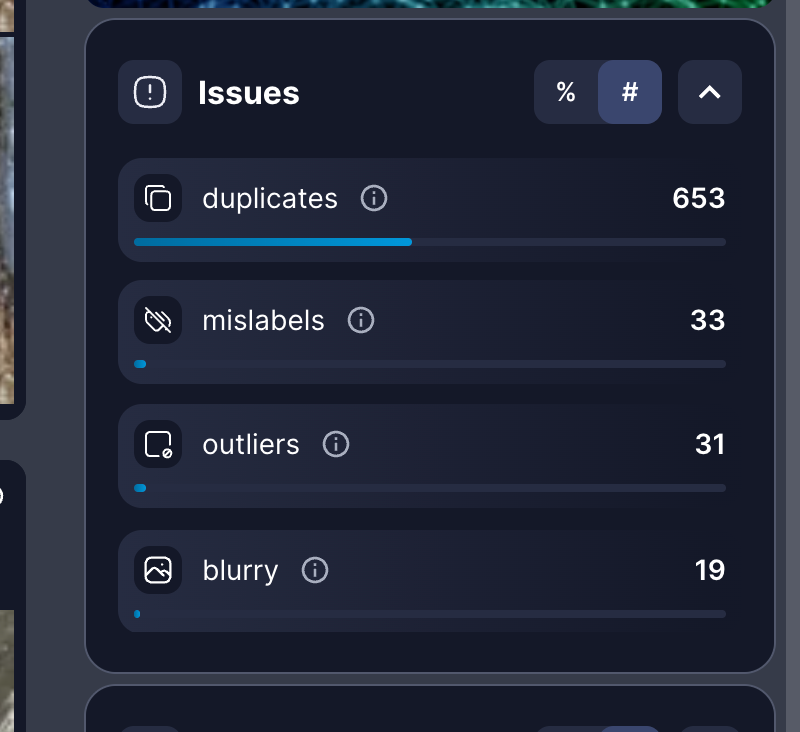 Issues
% #
duplicates 653
mislabels 33
outliers 31
blurry 19